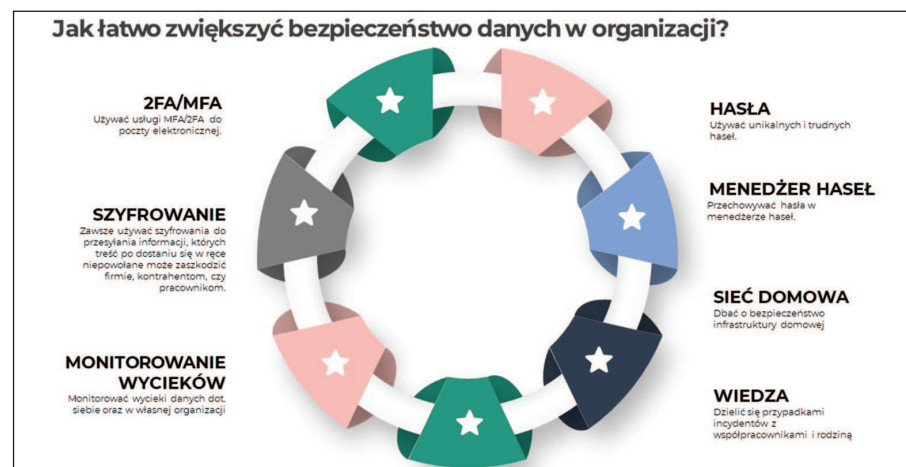 Jak łatwo zwiększyć bezpieczeństwo danych w organizacji?
2FA/MFA
Używać usługi MFA/2FA do
poczty elektronicznej.
SZYFROWANIE
Zawsze używać szyfrowania do
przesyłania informacji, których
treść po dostaniu się w ręce
niepowołane może zaszkodzić
firmie, kontrahentom, czy
pracownikom.
MONITOROWANIE
WYCIEKÓW
Monitorować wycieki danych dot.
siebie oraz w własnej organizacji
HASŁA
Używać unikalnych i trudnych
haseł.
MENEDŻER HASEŁ
Przechowywać hasła w
menedżerze haseł.
SIEĆ DOMOWA
Dbać o bezpieczeństwo
infrastruktury domowej
WIEDZA
Dzielić się przypadkami
incydentów z
współpracownikami i rodziną